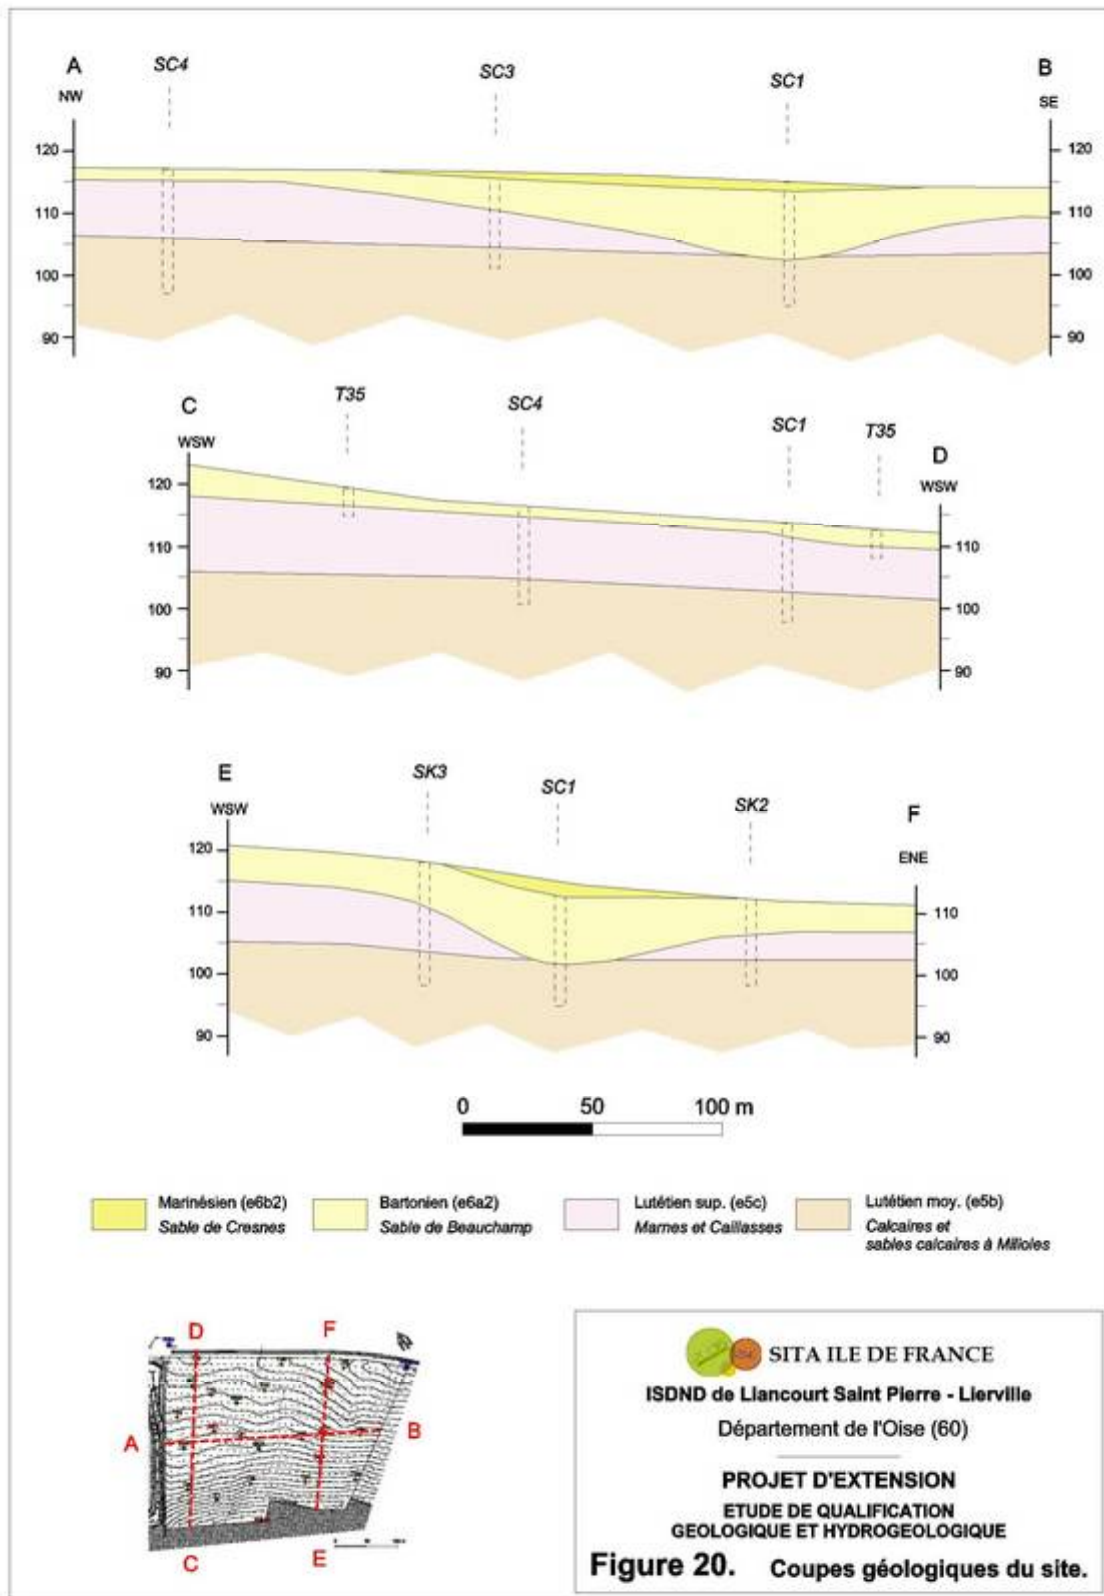 A
SC4
SC3
SC1
B
NW
SE
120
120
110
110
100
100
90
90
C
T35
SC4
SC1
T35
D
WSW
WSW
120
110
110
100
100
90
90
E
SK3
SC1
SK2
F
WSW
ENE
120
110
110
100
100
90
90
0 50 100 m
Marinésien (e6b2)
Sable de Cresnes
Bartonien (e6a2)
Sable de Beauchamp
Lutétien sup. (e5c)
Marnes et Caillasses
Lutétien moy. (e5b)
Calcaires et
sables calcaires à Milioles
D
F
A
B
C
E
SITA ILE DE FRANCE
ISDND de Liancourt Saint Pierre - Lierville
Département de l'Oise (60)
PROJET D'EXTENSION
ETUDE DE QUALIFICATION
GEOLOGIQUE ET HYDROGEOLOGIQUE
Figure 20. Coupes géologiques du site.